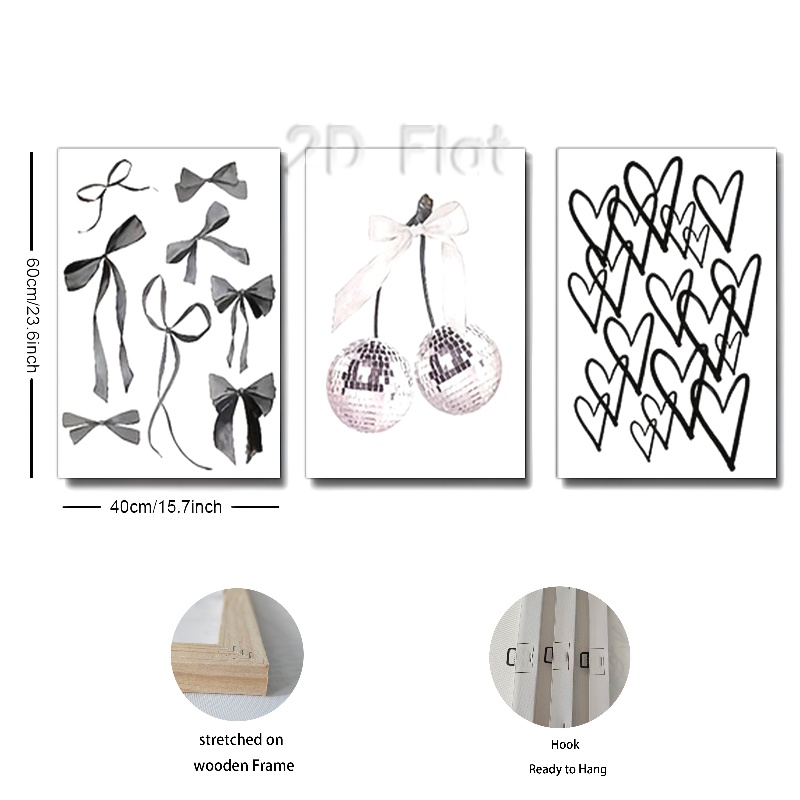 2D Flat
60cm/23.6inch
40cm/15.7inch
stretched on
wooden Frame
Hook
Ready to Hang